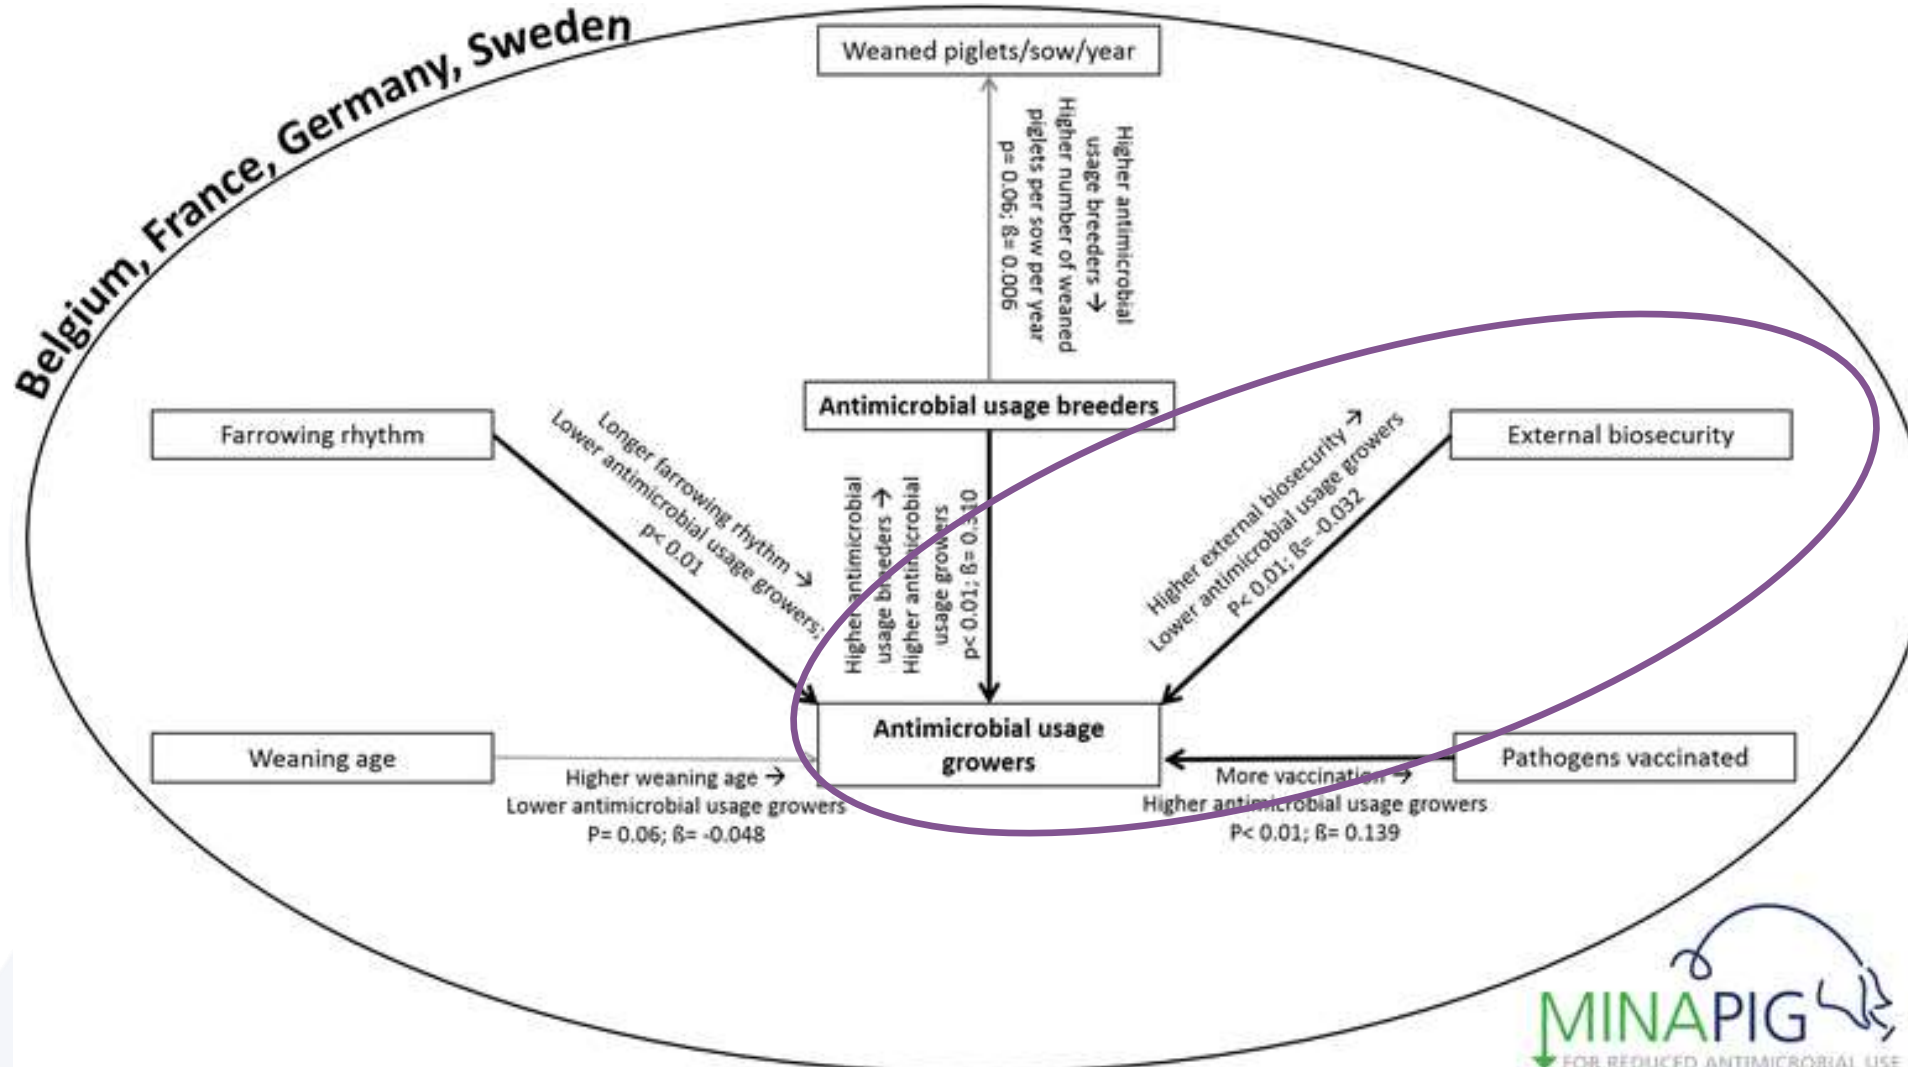 Belgium, France, Germany, Sweden
Weaned piglets/sow/year
Higher antimicrobial
usage breeders →
Higher number of weaned
piglets per sow per year
p= 0.06; ß= 0.006
Antimicrobial usage breeders
Farrowing rhythm
Longer farrowing rhythm →
Lower antimicrobial usage growers;
p< 0.01
Higher antimicrobial
usage breeders →
Higher antimicrobial
usage growers
p< 0.01; ß=
Higher external biosecurity →
Lower antimicrobial usage growers
P< 0.01; ß= -0.032
External biosecurity
Antimicrobial usage
growers
Weaning age
Higher weaning age →
Lower antimicrobial usage growers
P= 0.06; ß= -0.048
Pathogens vaccinated
More vaccination →
Higher antimicrobial usage growers
P< 0.01; ß= 0.139
MINAPIG
FOR REDUCED ANTIMICROBIAL USE